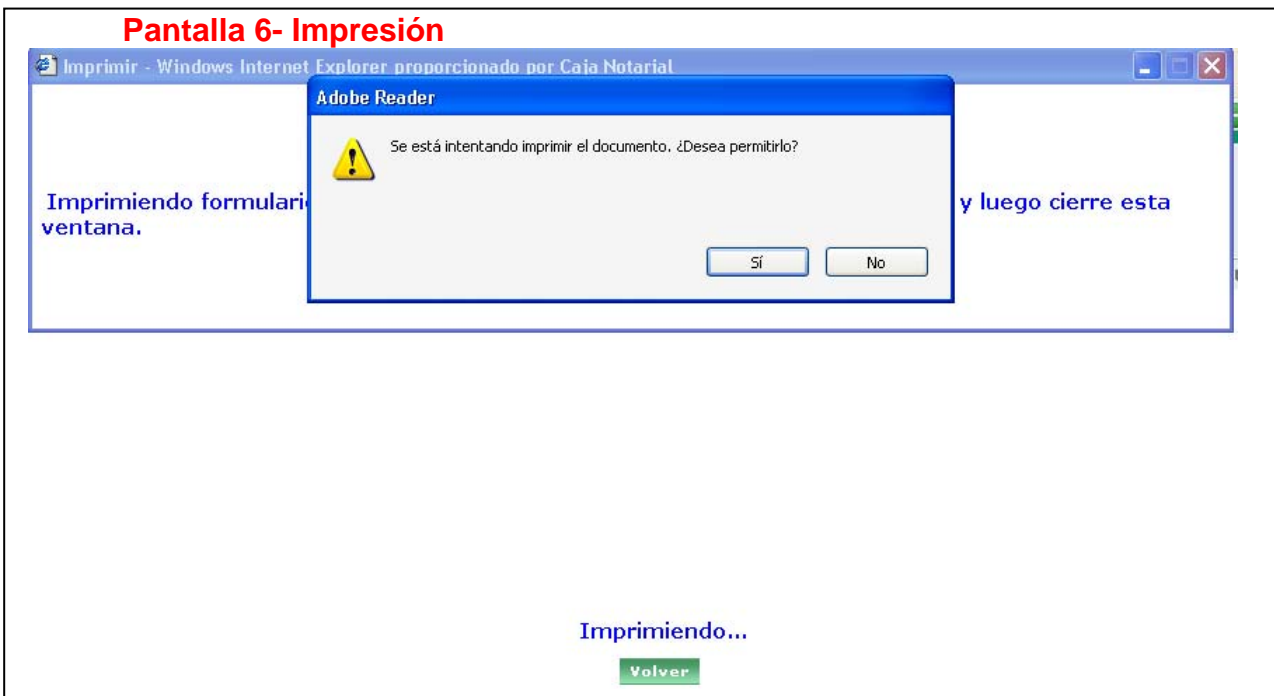 Pantalla 6- Impresión
Imprimir - Windows Internet Explorer proporcionado por Caja Notarial
Adobe Reader
Se está intentando imprimir el documento. ¿Desea permitirlo?
Imprimiendo y luego cierre esta
ventana.
Sí No
Imprimiendo...
Volver